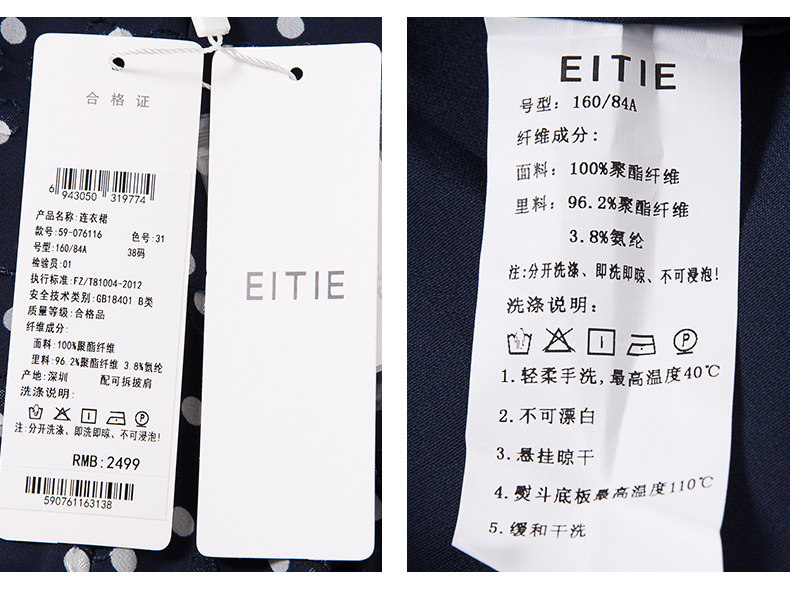 合格证
6 943050 319774
产品名称:连衣裙
款号:59-076116 色号:31
号型:160/84A 38码
检验员:01
执行标准:FZ/T81004-2012
安全技术类别:GB18401 B类
质量等级:合格品
纤维成分:
面料:100%聚酯纤维
里料:96.2%聚酯纤维 3.8%氨纶
产地:深圳 配可拆披肩
洗涤说明:
注:分开洗涤、即洗即晾、不可浸泡!
RMB:2499
590761163138
EITIE
EITIE
号型: 160/84A
纤维成分:
面料: 100%聚酯纤维
里料: 96.2%聚酯纤维
3.8%氨纶
注:分开洗涤、即洗即晾、不可浸泡!
洗涤说明:
P
1.轻柔手洗,最高温度40℃
2.不可漂白
3.悬挂晾干
4.熨斗底板最高温度110℃
5.缓和干洗